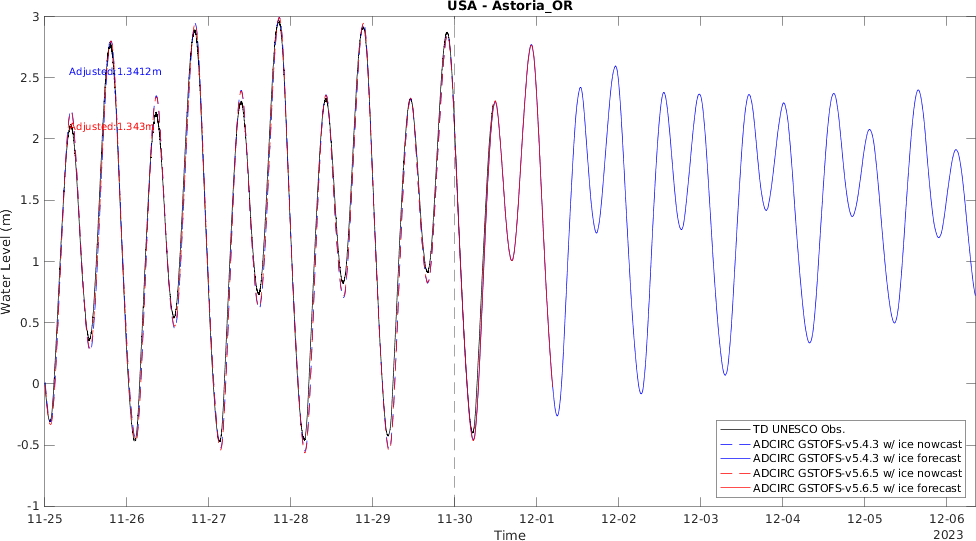 USA - Astoria_OR
3
2.5
2
1.5
1
0.5
0
-0.5
-1
Water Level (m)
Adjusted:1.3412m
Adjusted:1.343m
TD UNESCO Obs.
ADCIRC GSTOFS-v5.4.3 w/ ice nowcast
ADCIRC GSTOFS-v5.4.3 w/ ice forecast
ADCIRC GSTOFS-v5.6.5 w/ ice nowcast
ADCIRC GSTOFS-v5.6.5 w/ ice forecast
11-25 11-26 11-27 11-28 11-29 11-30 12-01 12-02 12-03 12-04 12-05 12-06
Time
2023